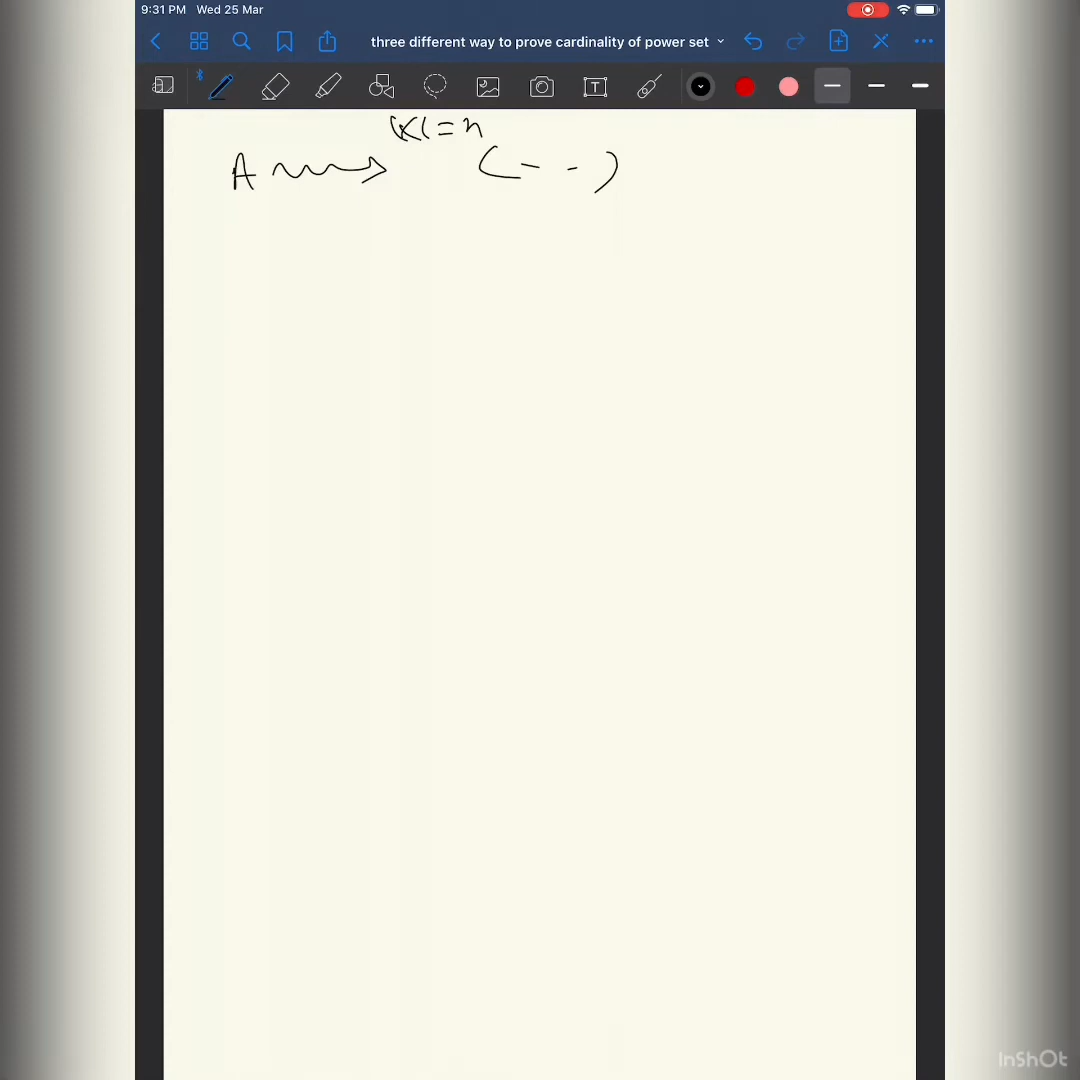 9:31 PM Wed 25 Mar
three different way to prove cardinality of power set
T
|X| = n
A → ( - - )
InShOt